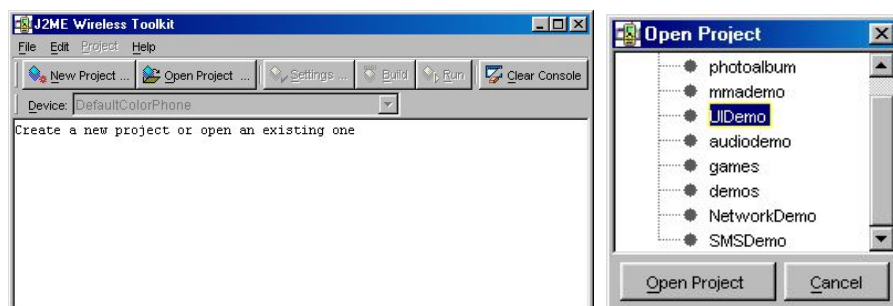 J2ME Wireless Toolkit
File Edit Project Help
New Project ... Open Project ... Settings ... Build Run Clear Console
Device: DefaultColorPhone
Create a new project or open an existing one
Open Project
photoalbum
mmademo
UIDemo
audiodemo
games
demos
NetworkDemo
SMSDemo
Open Project Cancel